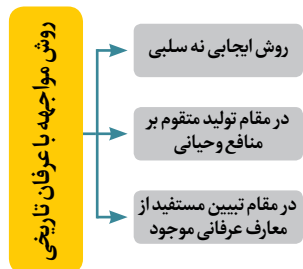 روش مواجهه با عرفان تاریخی
روش ایجابی نه سلبی
در مقام تولید متقوم بر
منافع وحیانی
در مقام تبیین مستفید از
معارف عرفانی موجود